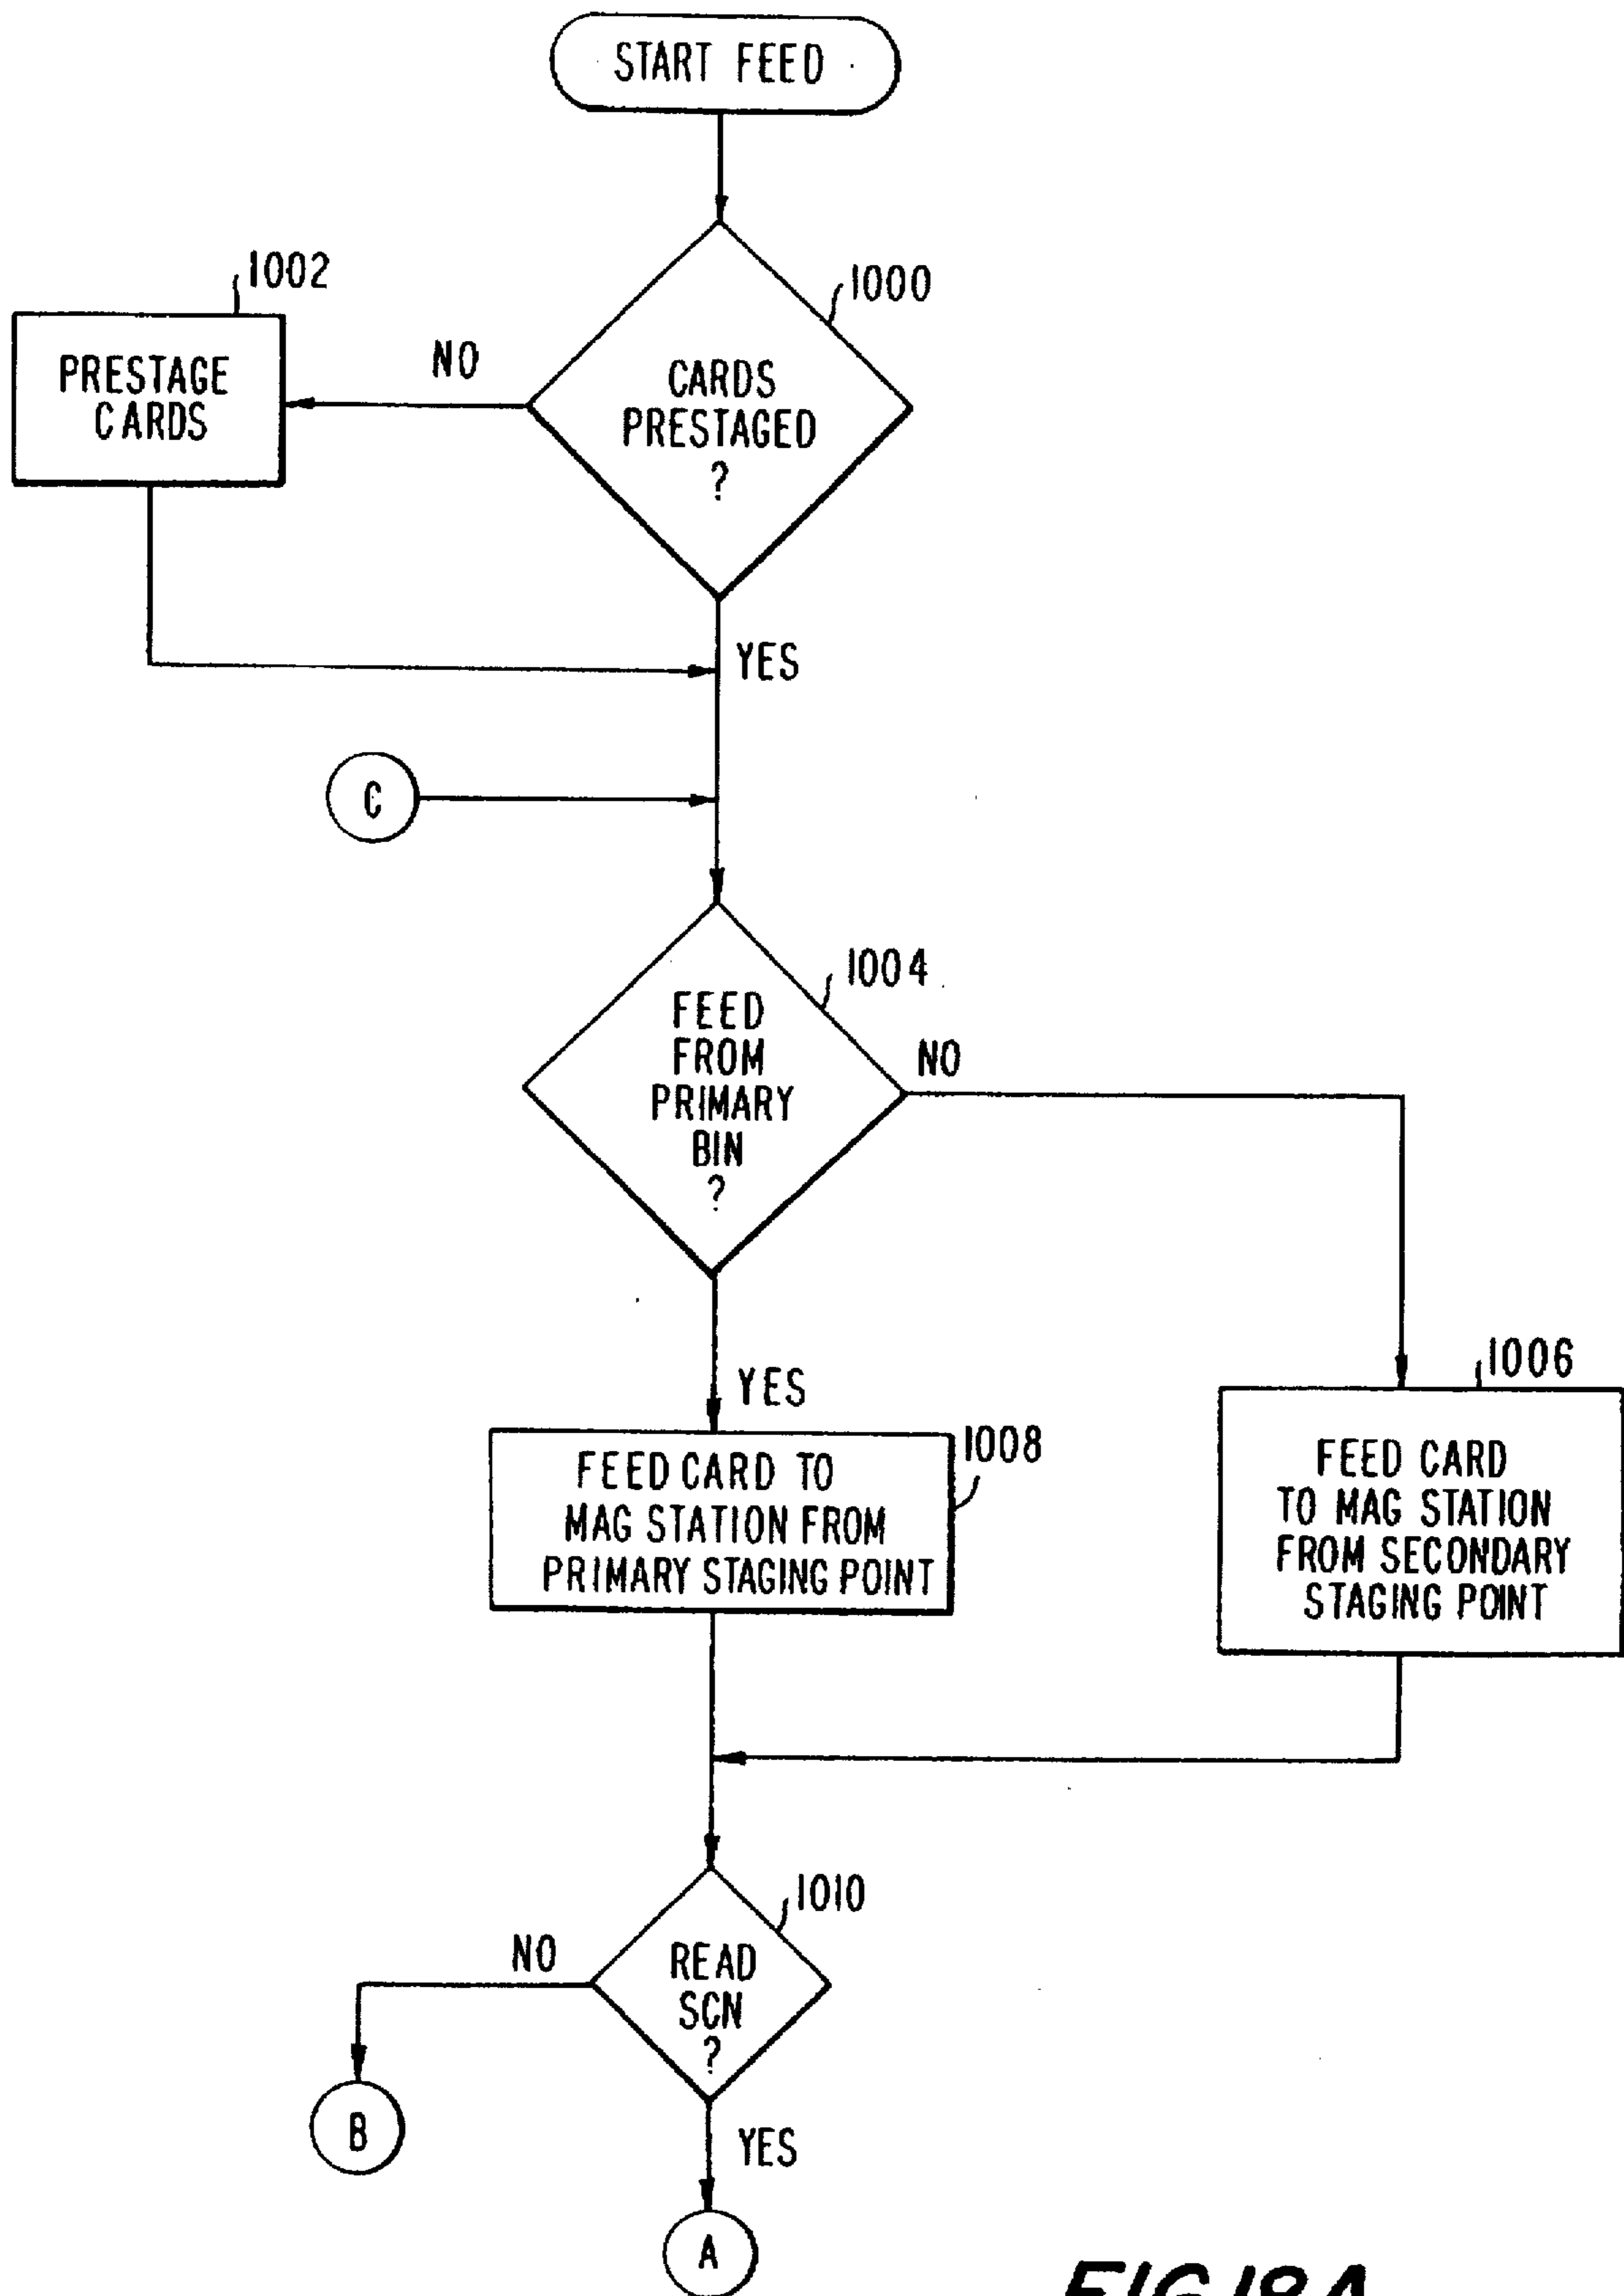 START FEED
1002
1000
PRESTAGE
CARDS
NO
CARDS
PRESTAGED
?
YES
C
1004
FEED
FROM
PRIMARY
BIN
?
NO
YES
1008
FEED CARD TO
MAG STATION FROM
PRIMARY STAGING POINT
1006
FEED CARD
TO MAG STATION
FROM SECONDARY
STAGING POINT
1010
READ
SCN
?
NO
B
YES
A
FIG.18A